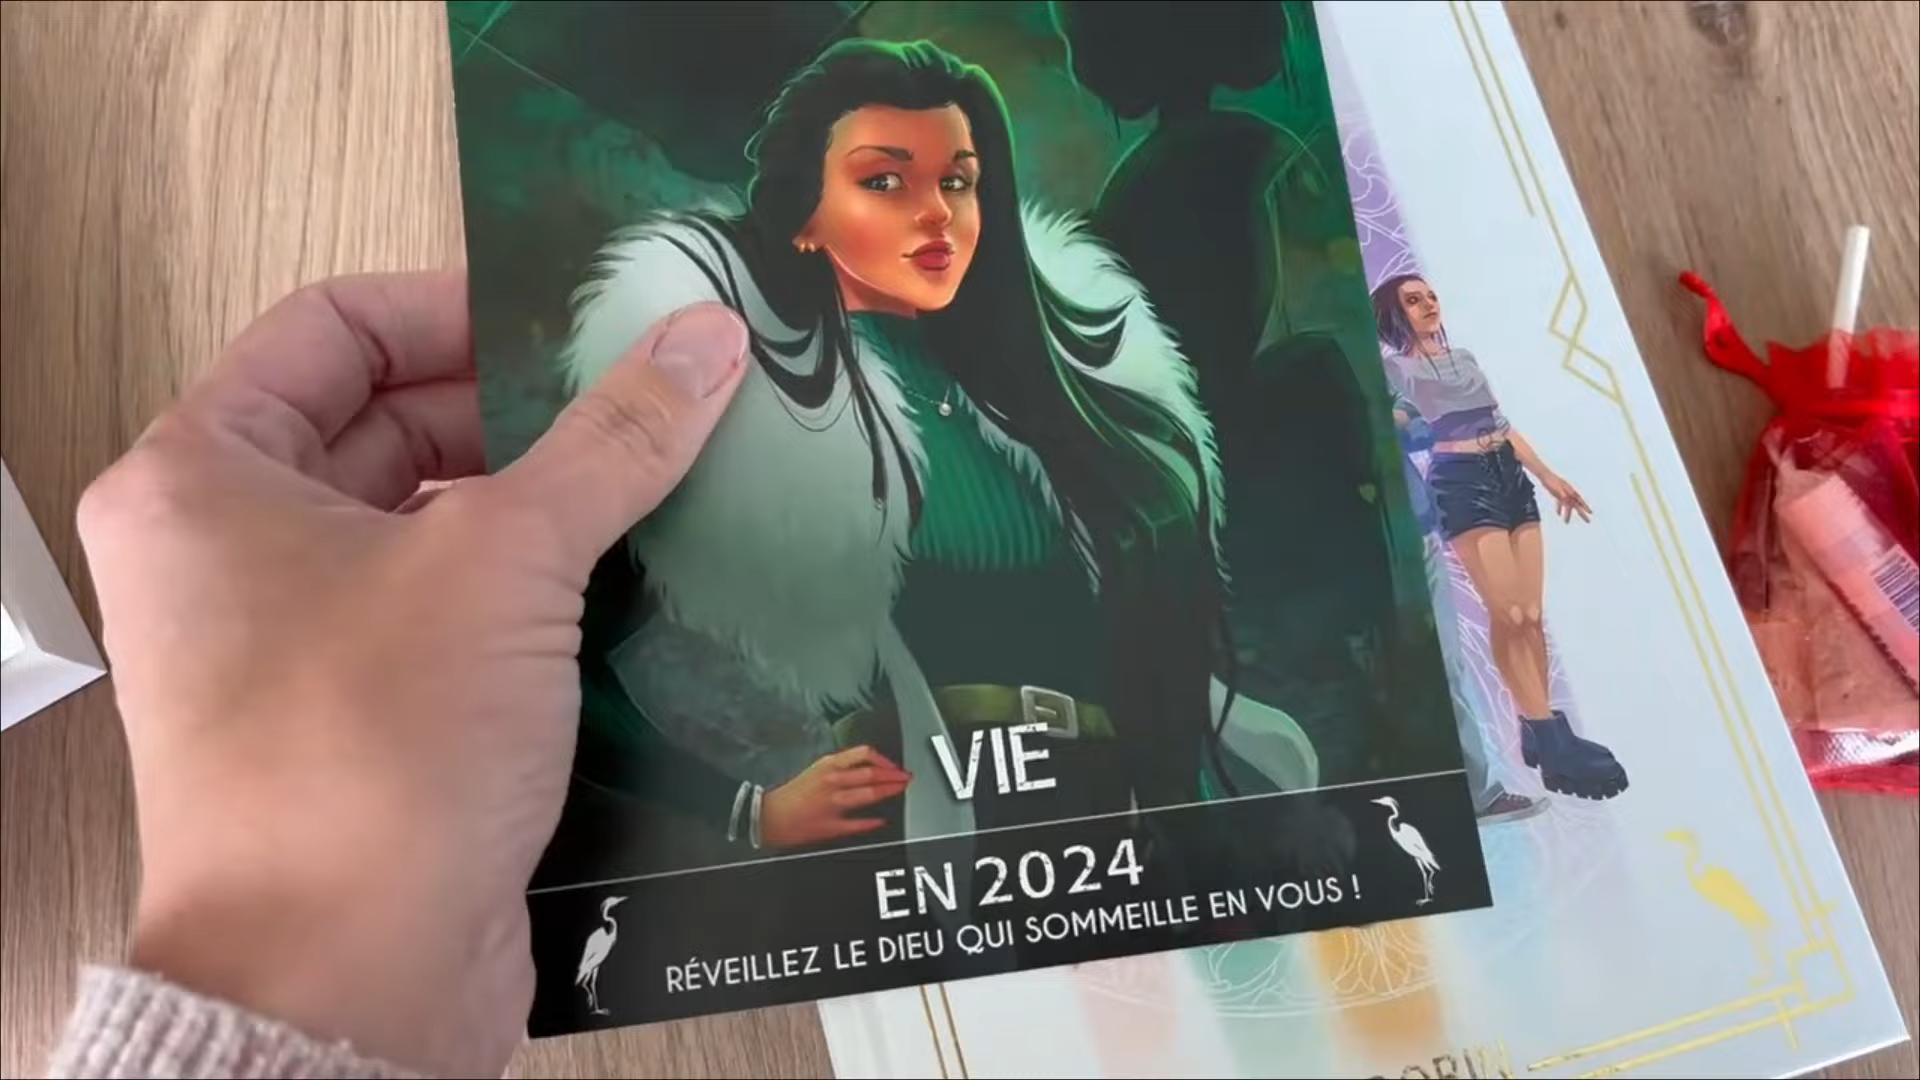 VIE
EN 2024
RÉVEILLEZ LE DIEU QUI SOMMEILLE EN VOUS !